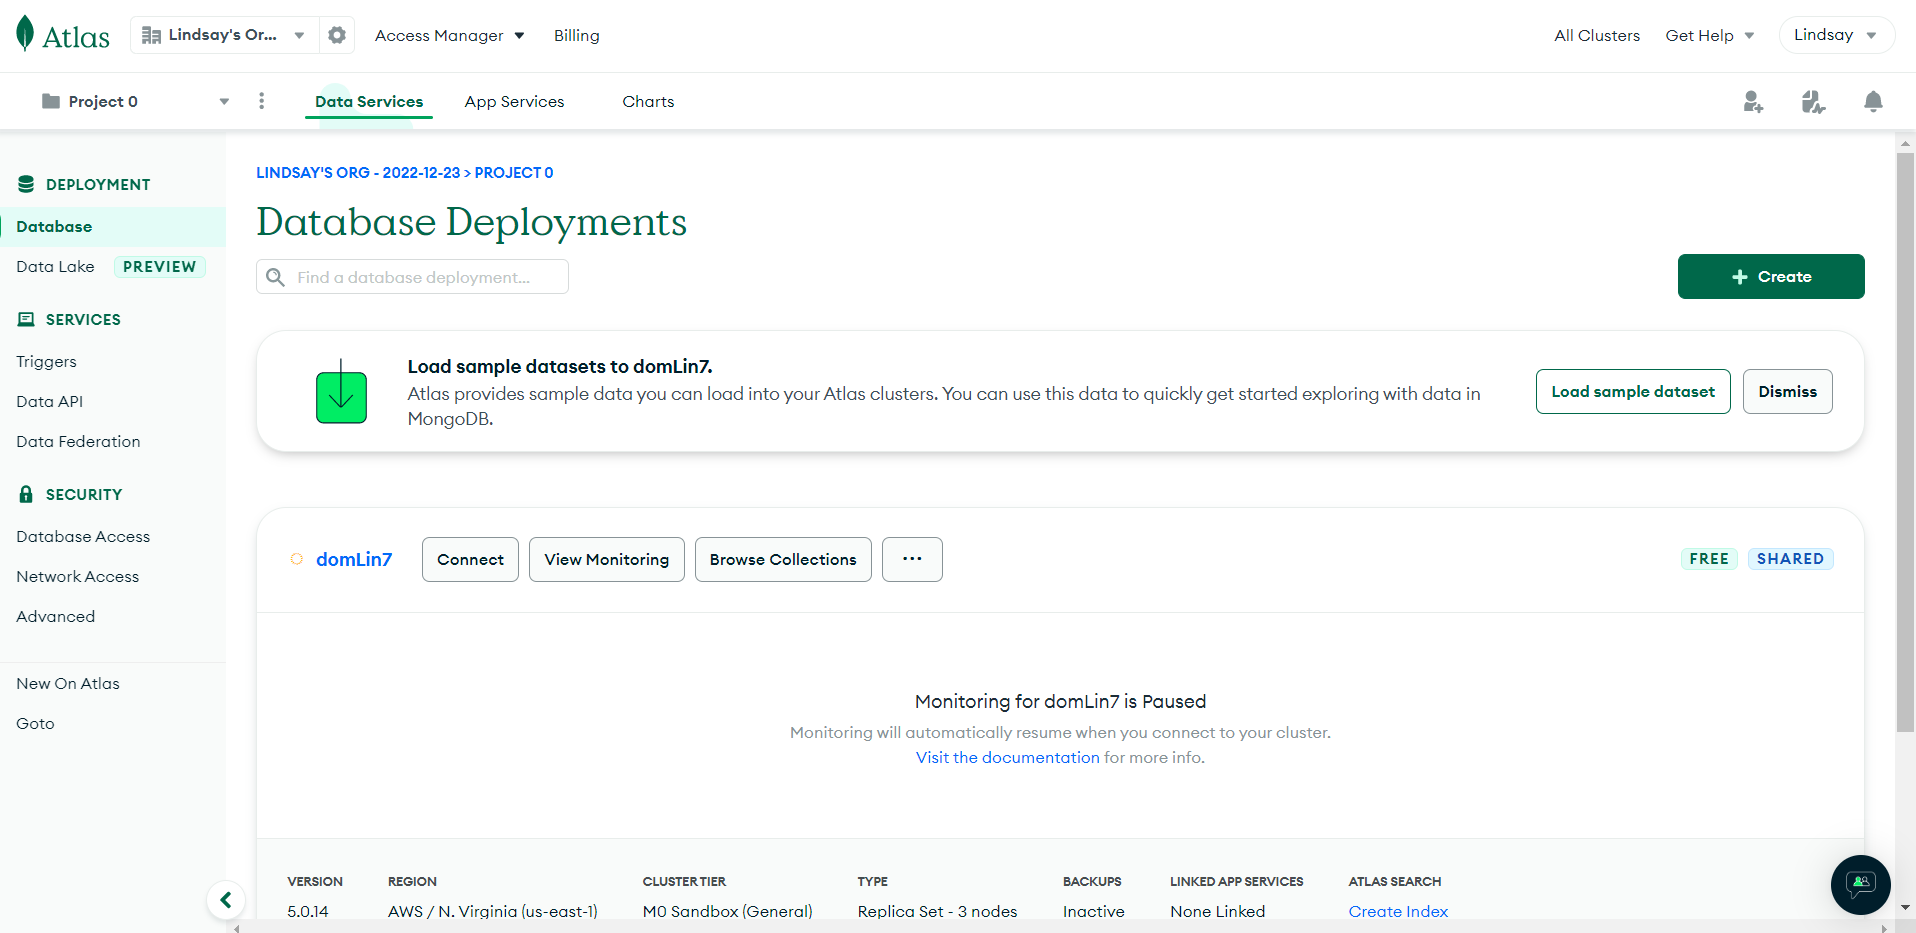 Atlas
Lindsay's Or...
Access Manager
Billing
All Clusters
Get Help
Lindsay
Project 0
Data Services
App Services
Charts
DEPLOYMENT
Database
Data Lake PREVIEW
SERVICES
Triggers
Data API
Data Federation
SECURITY
Database Access
Network Access
Advanced
New On Atlas
Goto
LINDSAY'S ORG - 2022-12-23 > PROJECT 0
Database Deployments
Find a database deployment...
+ Create
Load sample datasets to domLin7.
Atlas provides sample data you can load into your Atlas clusters. You can use this data to quickly get started exploring with data in
MongoDB.
Load sample dataset
Dismiss
domLin7
Connect
View Monitoring
Browse Collections
...
FREE
SHARED
Monitoring for domLin7 is Paused
Monitoring will automatically resume when you connect to your cluster.
Visit the documentation for more info.
VERSION
5.0.14
REGION
AWS / N. Virginia (us-east-1)
CLUSTER TIER
M0 Sandbox (General)
TYPE
Replica Set - 3 nodes
BACKUPS
Inactive
LINKED APP SERVICES
None Linked
ATLAS SEARCH
Create Index